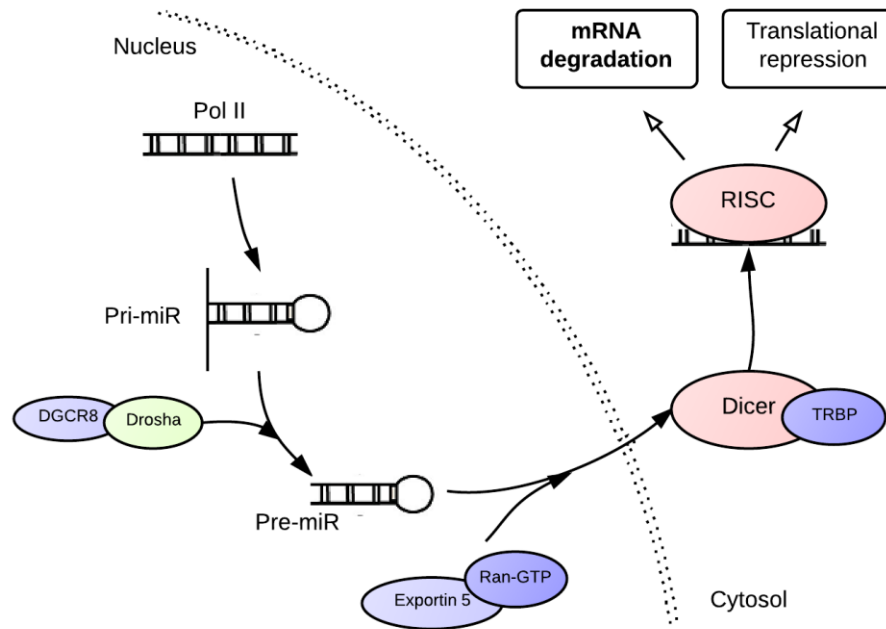 Nucleus
mRNA
degradation
Translational
repression
Pol II
RISC
Pri-miR
DGCR8
Drosha
Dicer
TRBP
Pre-miR
Exportin 5
Ran-GTP
Cytosol